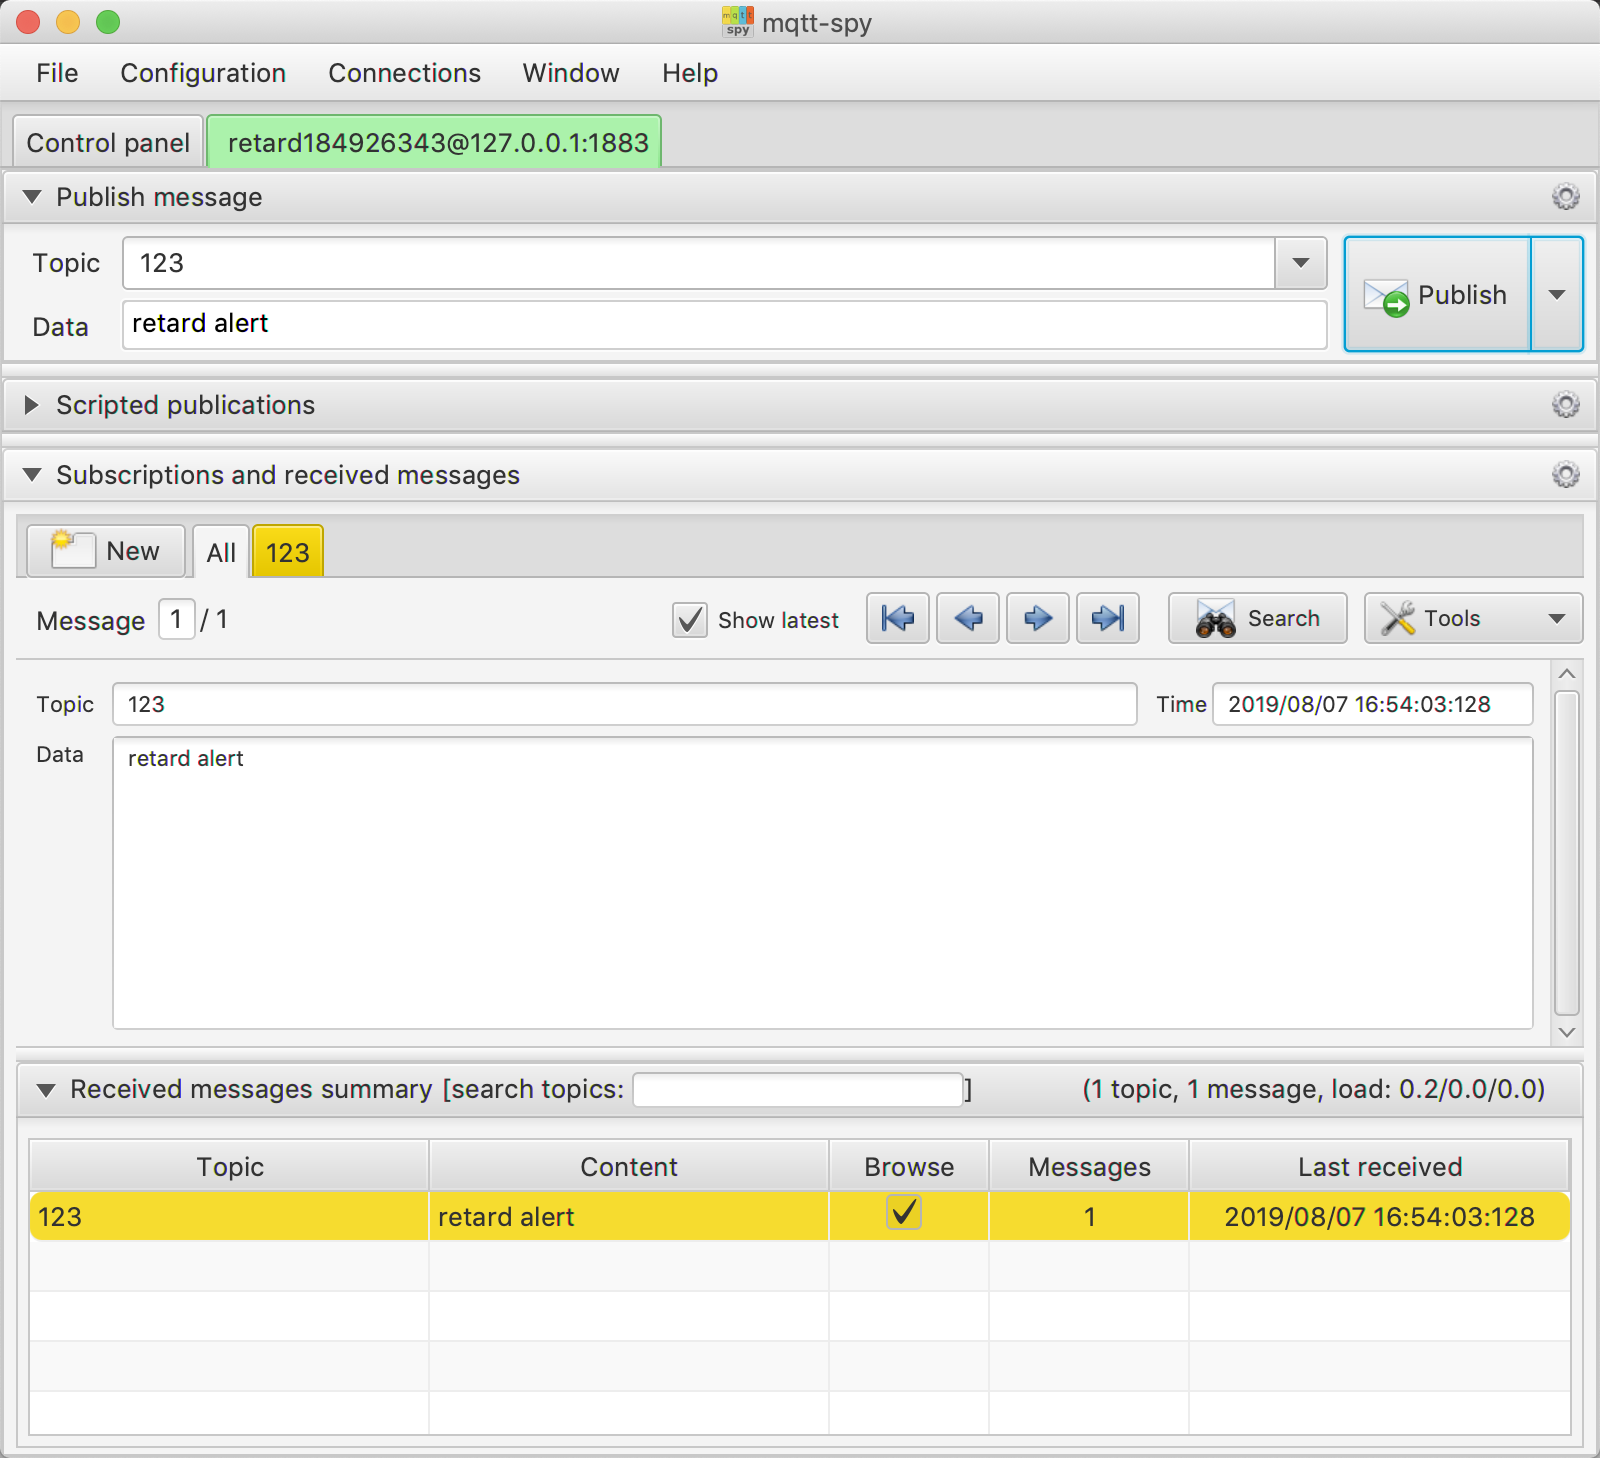 mqtt spy mqtt-spy
File Configuration Connections Window Help
Control panel retard184926343@127.0.0.1:1883
Publish message
Topic 123
Publish
Data retard alert
Scripted publications
Subscriptions and received messages
New All 123
Message 1 / 1 Show latest Search Tools
Topic 123 Time 2019/08/07 16:54:03:128
Data retard alert
Received messages summary [search topics: ] (1 topic, 1 message, load: 0.2/0.0/0.0)
Topic Content Browse Messages Last received
123 retard alert 1 2019/08/07 16:54:03:128